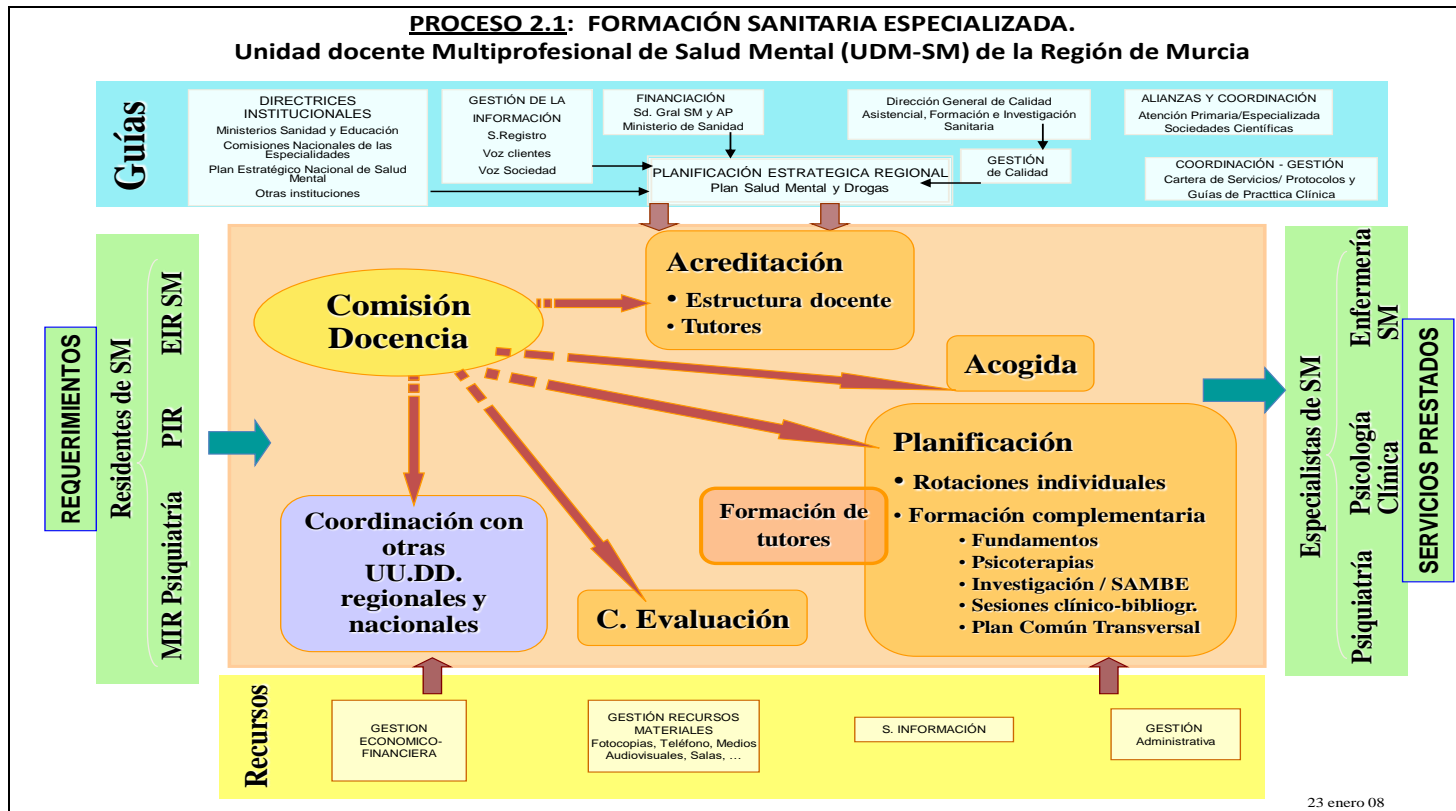 PROCESO 2.1: FORMACIÓN SANITARIA ESPECIALIZADA.
Unidad docente Multiprofesional de Salud Mental (UDM-SM) de la Región de Murcia
Guías
DIRECTRICES
INSTITUCIONALES
Ministerios Sanidad y Educación
Comisiones Nacionales de las
Especialidades
Plan Estratégico Nacional de Salud
Mental
Otras instituciones
GESTIÓN DE LA
INFORMACIÓN
S.Registro
Voz clientes
Voz Sociedad
FINANCIACIÓN
Sd. Gral SM y AP
Ministerio de Sanidad
PLANIFICACIÓN ESTRATEGICA REGIONAL
Plan Salud Mental y Drogas
Dirección General de Calidad
Asistencial, Formación e Investigación
Sanitaria
GESTIÓN
de Calidad
ALIANZAS Y COORDINACIÓN
Atención Primaria/Especializada
Sociedades Científicas
COORDINACIÓN - GESTIÓN
Cartera de Servicios/ Protocolos y
Guías de Practtica Clínica
REQUERIMIENTOS
Residentes de SM
MIR Psiquiatría
PIR
EIR SM
Comisión
Docencia
Acreditación
• Estructura docente
• Tutores
Acogida
Planificación
• Rotaciones individuales
• Formación complementaria
• Fundamentos
• Psicoterapias
• Investigación / SAMBE
• Sesiones clínico-bibliogr.
• Plan Común Transversal
Formación de
tutores
C. Evaluación
Coordinación con
otras
UU.DD.
regionales y
nacionales
Especialistas de SM
Psiquiatría
Psicología
Clínica
Enfermería
SM
SERVICIOS PRESTADOS
Recursos
GESTION
ECONOMICO-
FINANCIERA
GESTIÓN RECURSOS
MATERIALES
Fotocopias, Teléfono, Medios
Audiovisuales, Salas, …
S. INFORMACIÓN
GESTIÓN
Administrativa
23 enero 08